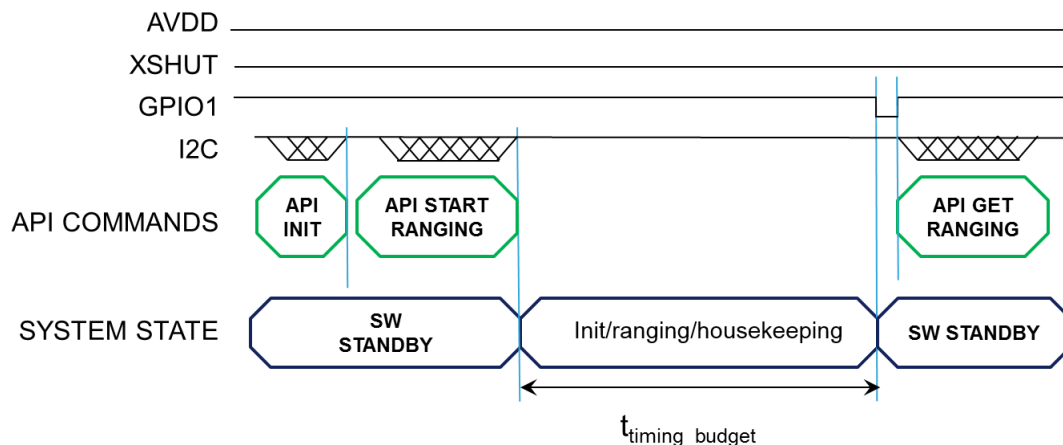 AVDD
XSHUT
GPIO1
I2C
API COMMANDS
API
INIT
API START
RANGING
API GET
RANGING
SYSTEM STATE
SW
STANDBY
Init/ranging/housekeeping
SW STANDBY
ttiming_budget